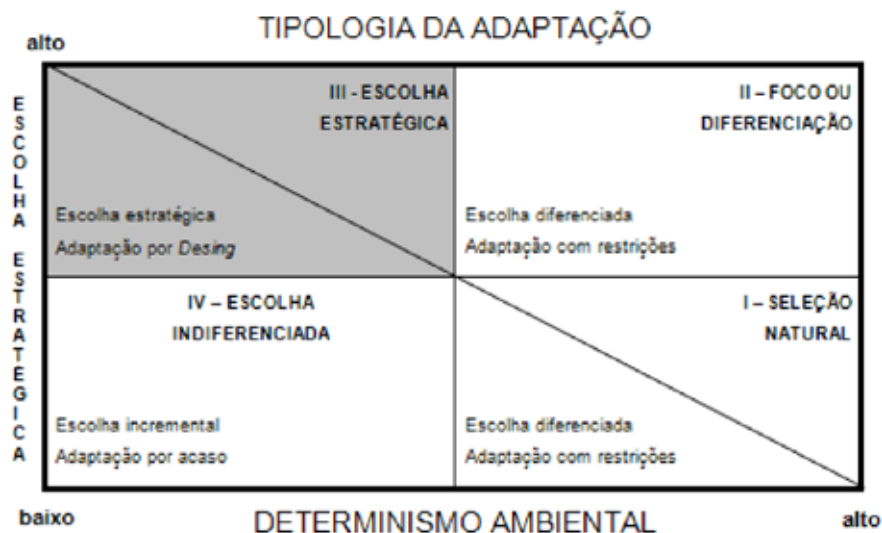 TIPOLOGIA DA ADAPTAÇÃO
alto
ESCOLHA ESTRATÉGICA
III - ESCOLHA
ESTRATÉGICA
Escolha estratégica
Adaptação por Desing
II – FOCO OU
DIFERENCIAÇÃO
Escolha diferenciada
Adaptação com restrições
IV – ESCOLHA
INDIFERENCIADA
Escolha incremental
Adaptação por acaso
I – SELEÇÃO
NATURAL
Escolha diferenciada
Adaptação com restrições
baixo
DETERMINISMO AMBIENTAL
alto